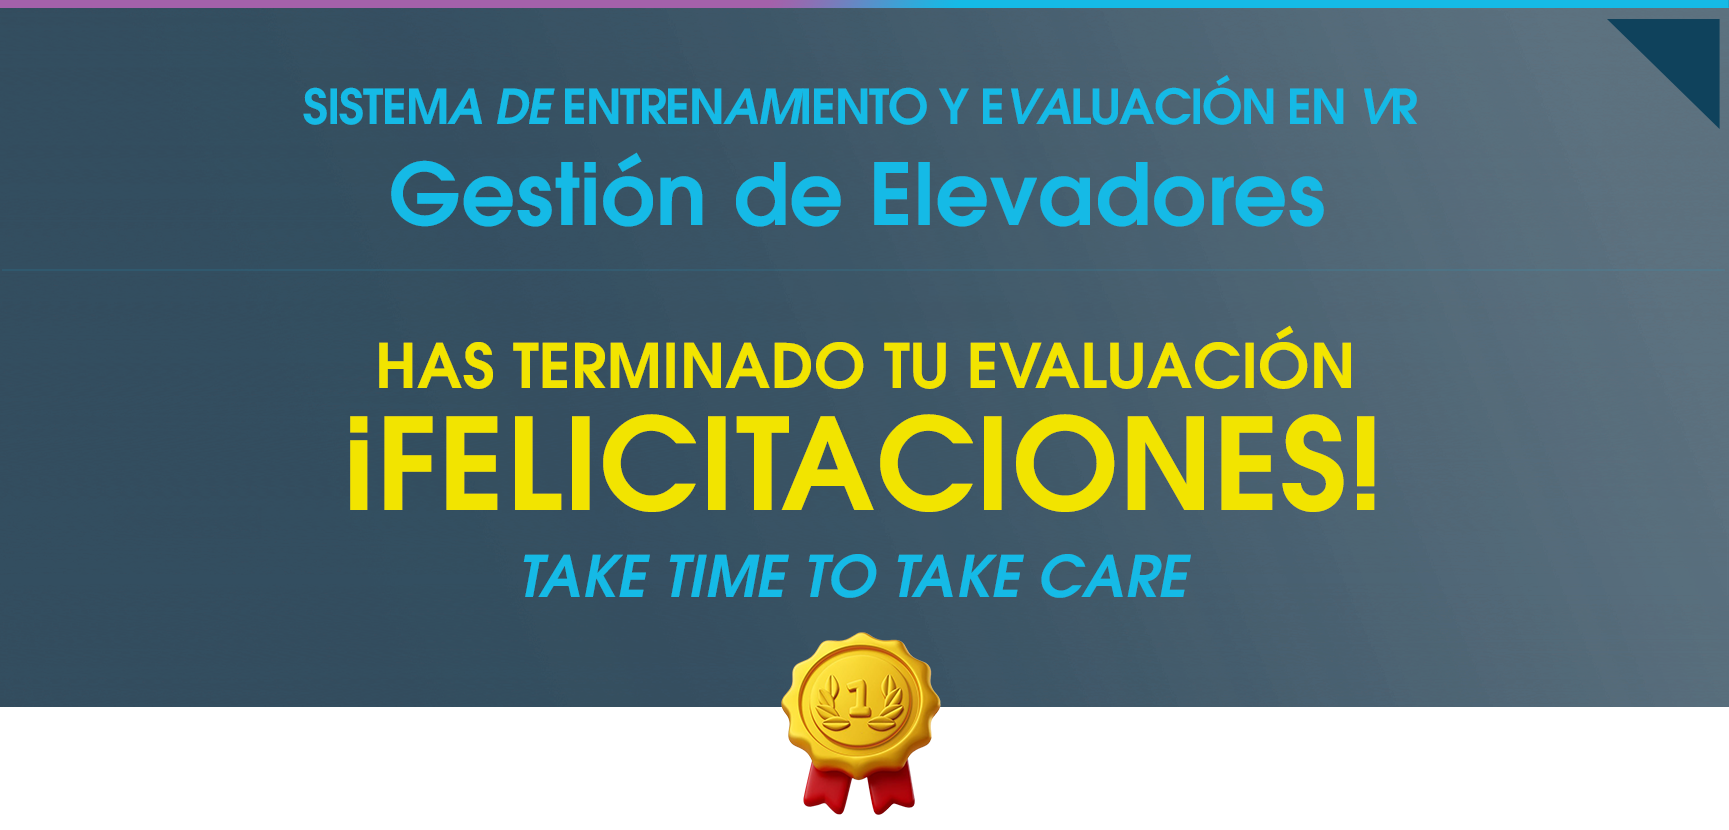 SISTEMA DE ENTRENAMIENTO Y EVALUACIÓN EN VR
Gestión de Elevadores
HAS TERMINADO TU EVALUACIÓN
¡FELICITACIONES!
TAKE TIME TO TAKE CARE
1